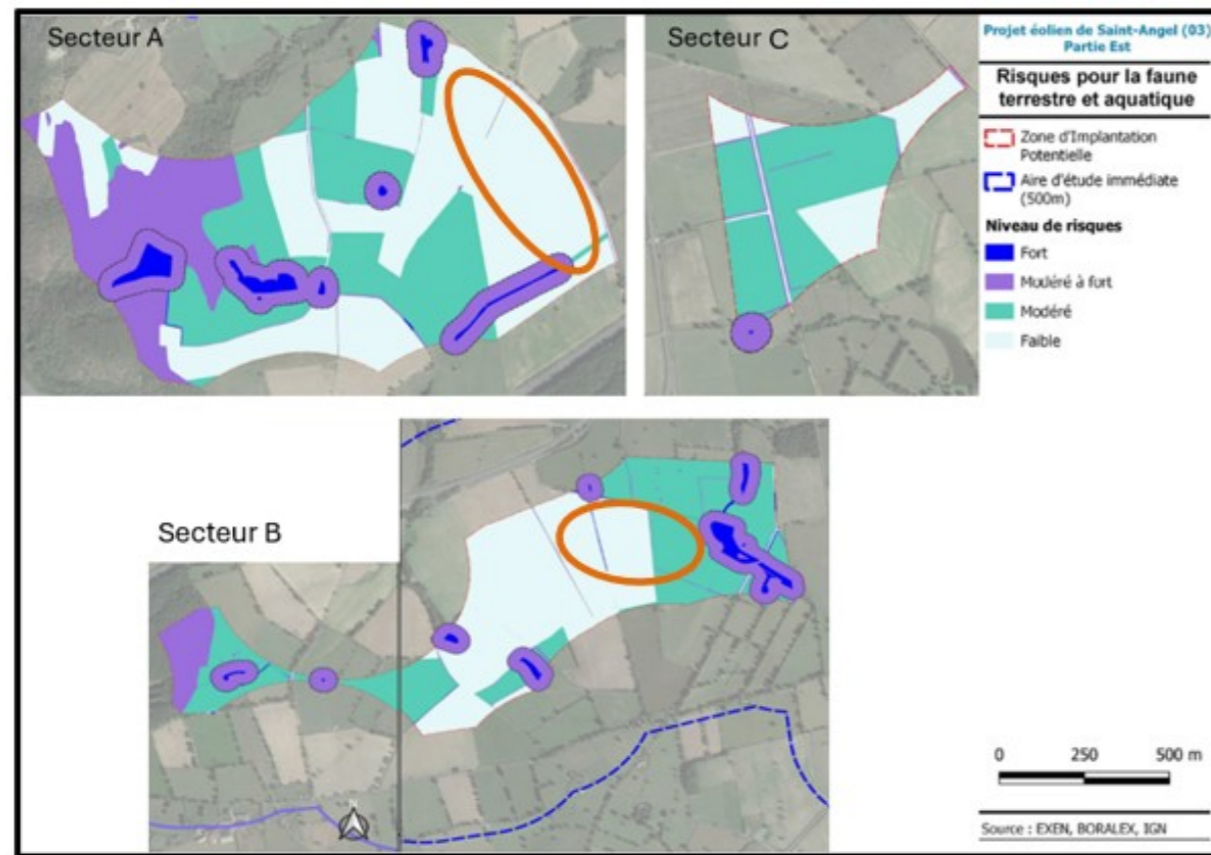 Secteur A
Secteur C
Projet éolien de Saint-Angel (03)
Partie Est
Risques pour la faune
terrestre et aquatique
Zone d'Implantation
Potentielle
Aire d'étude immédiate
(500m)
Niveau de risques
Fort
Modéré à fort
Modéré
Faible
Secteur B
0 250 500 m
Source : EXEN, BORALEX, IGN